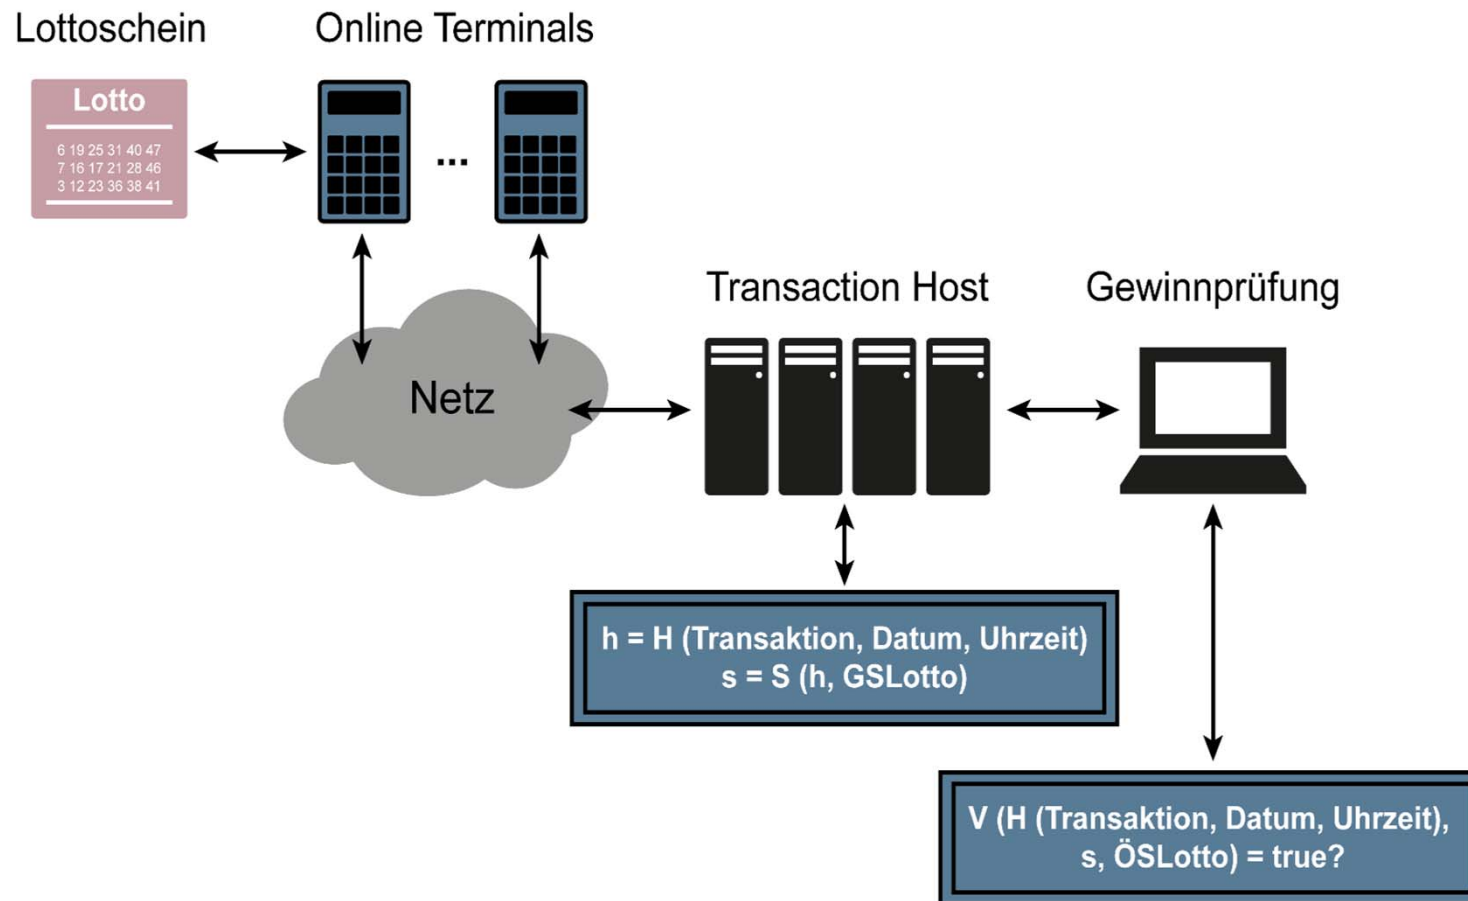 Lottoschein
Online Terminals
Lotto
6 19 25 31 40 47
7 16 17 21 28 46
3 12 23 36 38 41
...
Netz
Transaction Host
Gewinnprüfung
h = H (Transaktion, Datum, Uhrzeit)
s = S (h, GSLotto)
V (H (Transaktion, Datum, Uhrzeit),
s, ÖSLotto) = true?